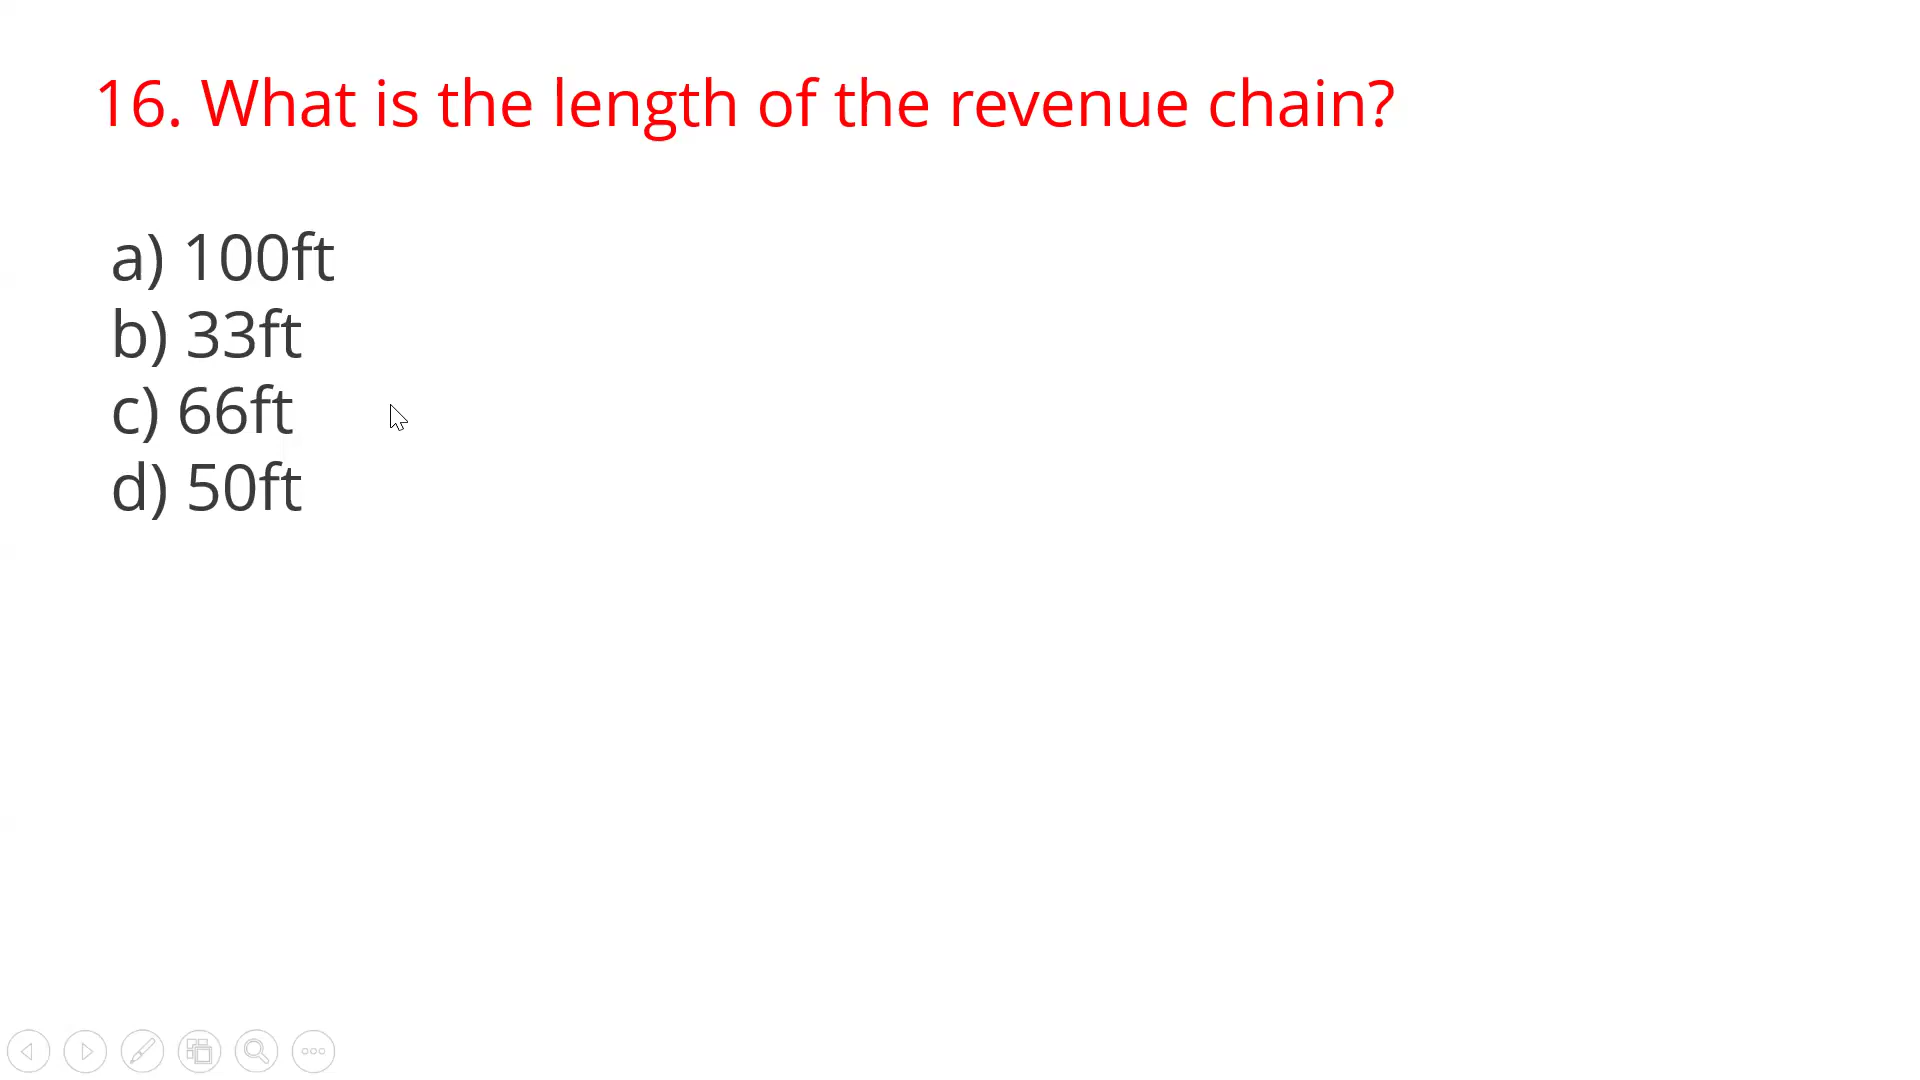 16. What is the length of the revenue chain?
a) 100ft
b) 33ft
c) 66ft
d) 50ft